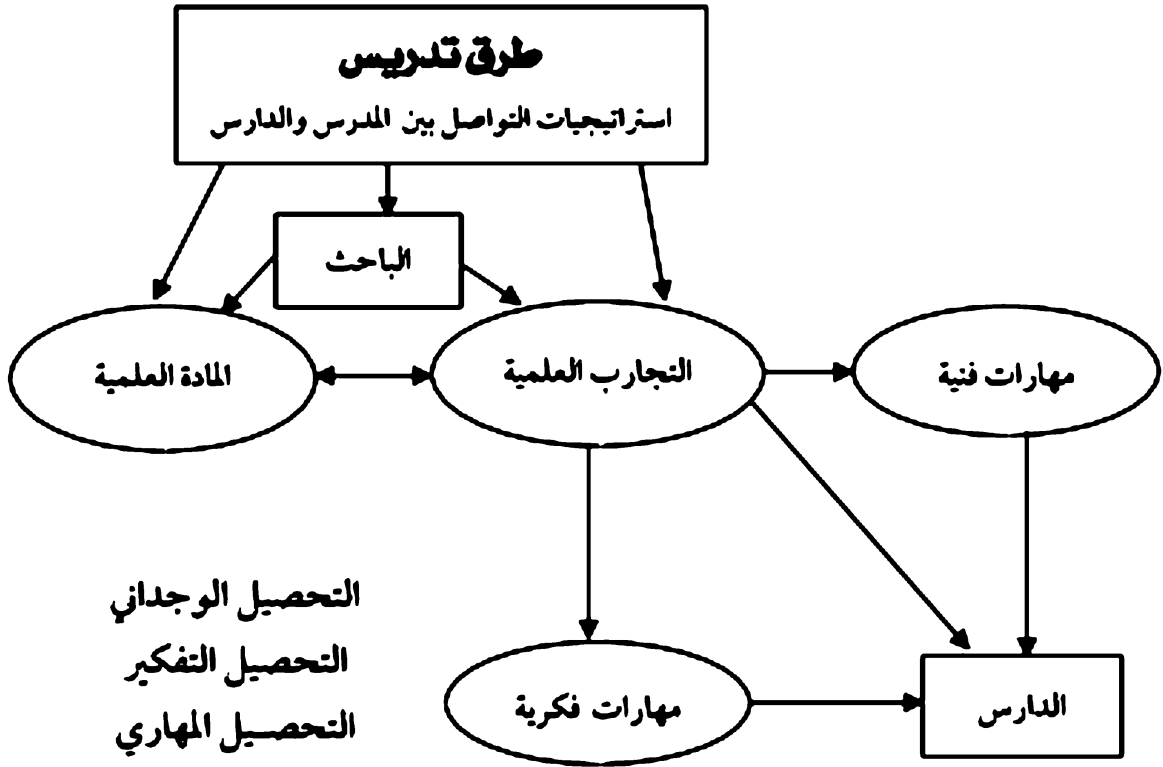 طرق تدريس
استراتيجيات التواصل بين المدرس والدارس
الباحث
مهارات فنية
التجارب العلمية
المادة العلمية
التحصيل الوجداني
التحصيل التفكير
التحصيل المهاري
مهارات فكرية
الدارس